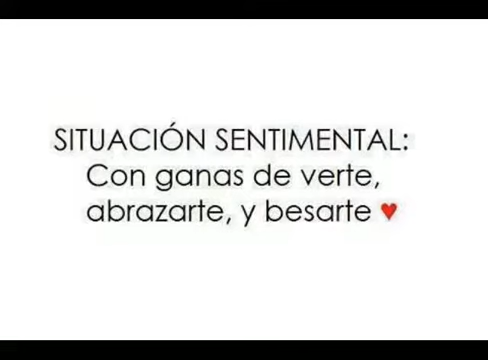 SITUACIÓN SENTIMENTAL:
Con ganas de verte,
abrazarte, y besarte ♥